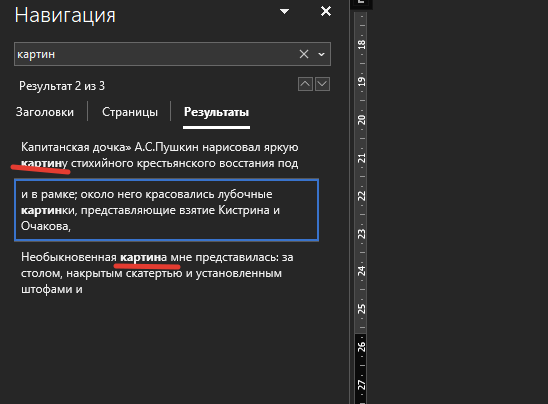 Навигация
картин
Результат 2 из 3
Заголовки Страницы Результаты
Капитанская дочка» А.С.Пушкин нарисовал яркую
картину стихийного крестьянского восстания под
и в рамке; около него красовались лубочные
картинки, представляющие взятие Кистрина и
Очакова,
Необыкновенная картина мне представилась: за
столом, накрытым скатертью и установленным
штофами и
18
19
20
21
22
23
24
25
26
27